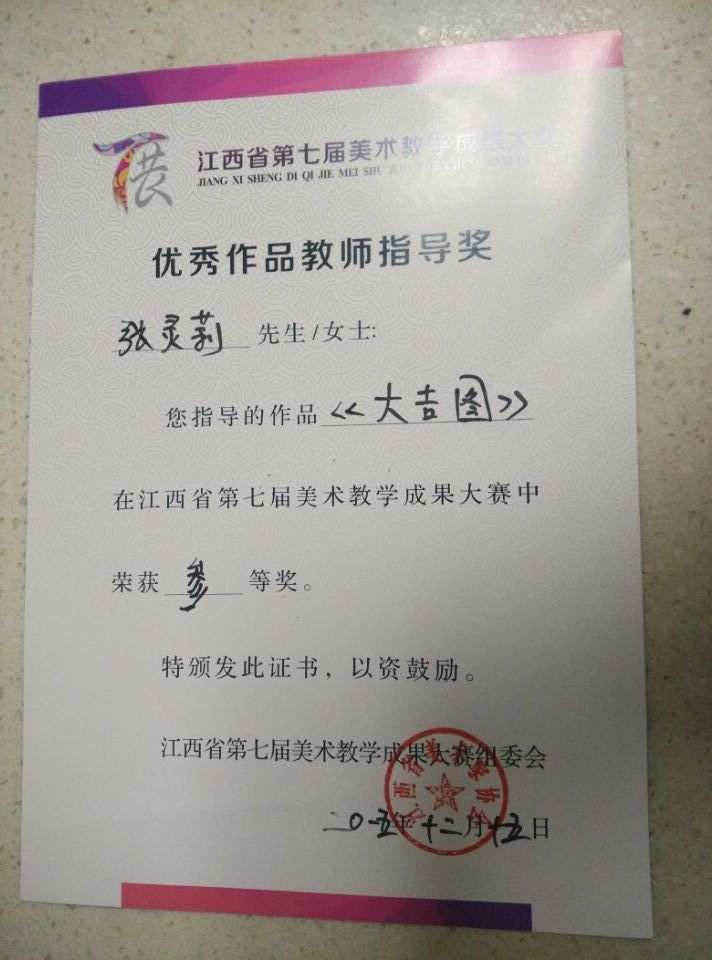 江西省第七届美术教学成果大赛
JIANG XI SHENG DI QI JIE MEI SHU
优秀作品教师指导奖
张灵莉 先生/女士:
您指导的作品《大吉图》
在江西省第七届美术教学成果大赛中
荣获 参 等奖。
特颁发此证书，以资鼓励。
江西省第七届美术教学成果大赛组委会
二〇一五年十二月十五日